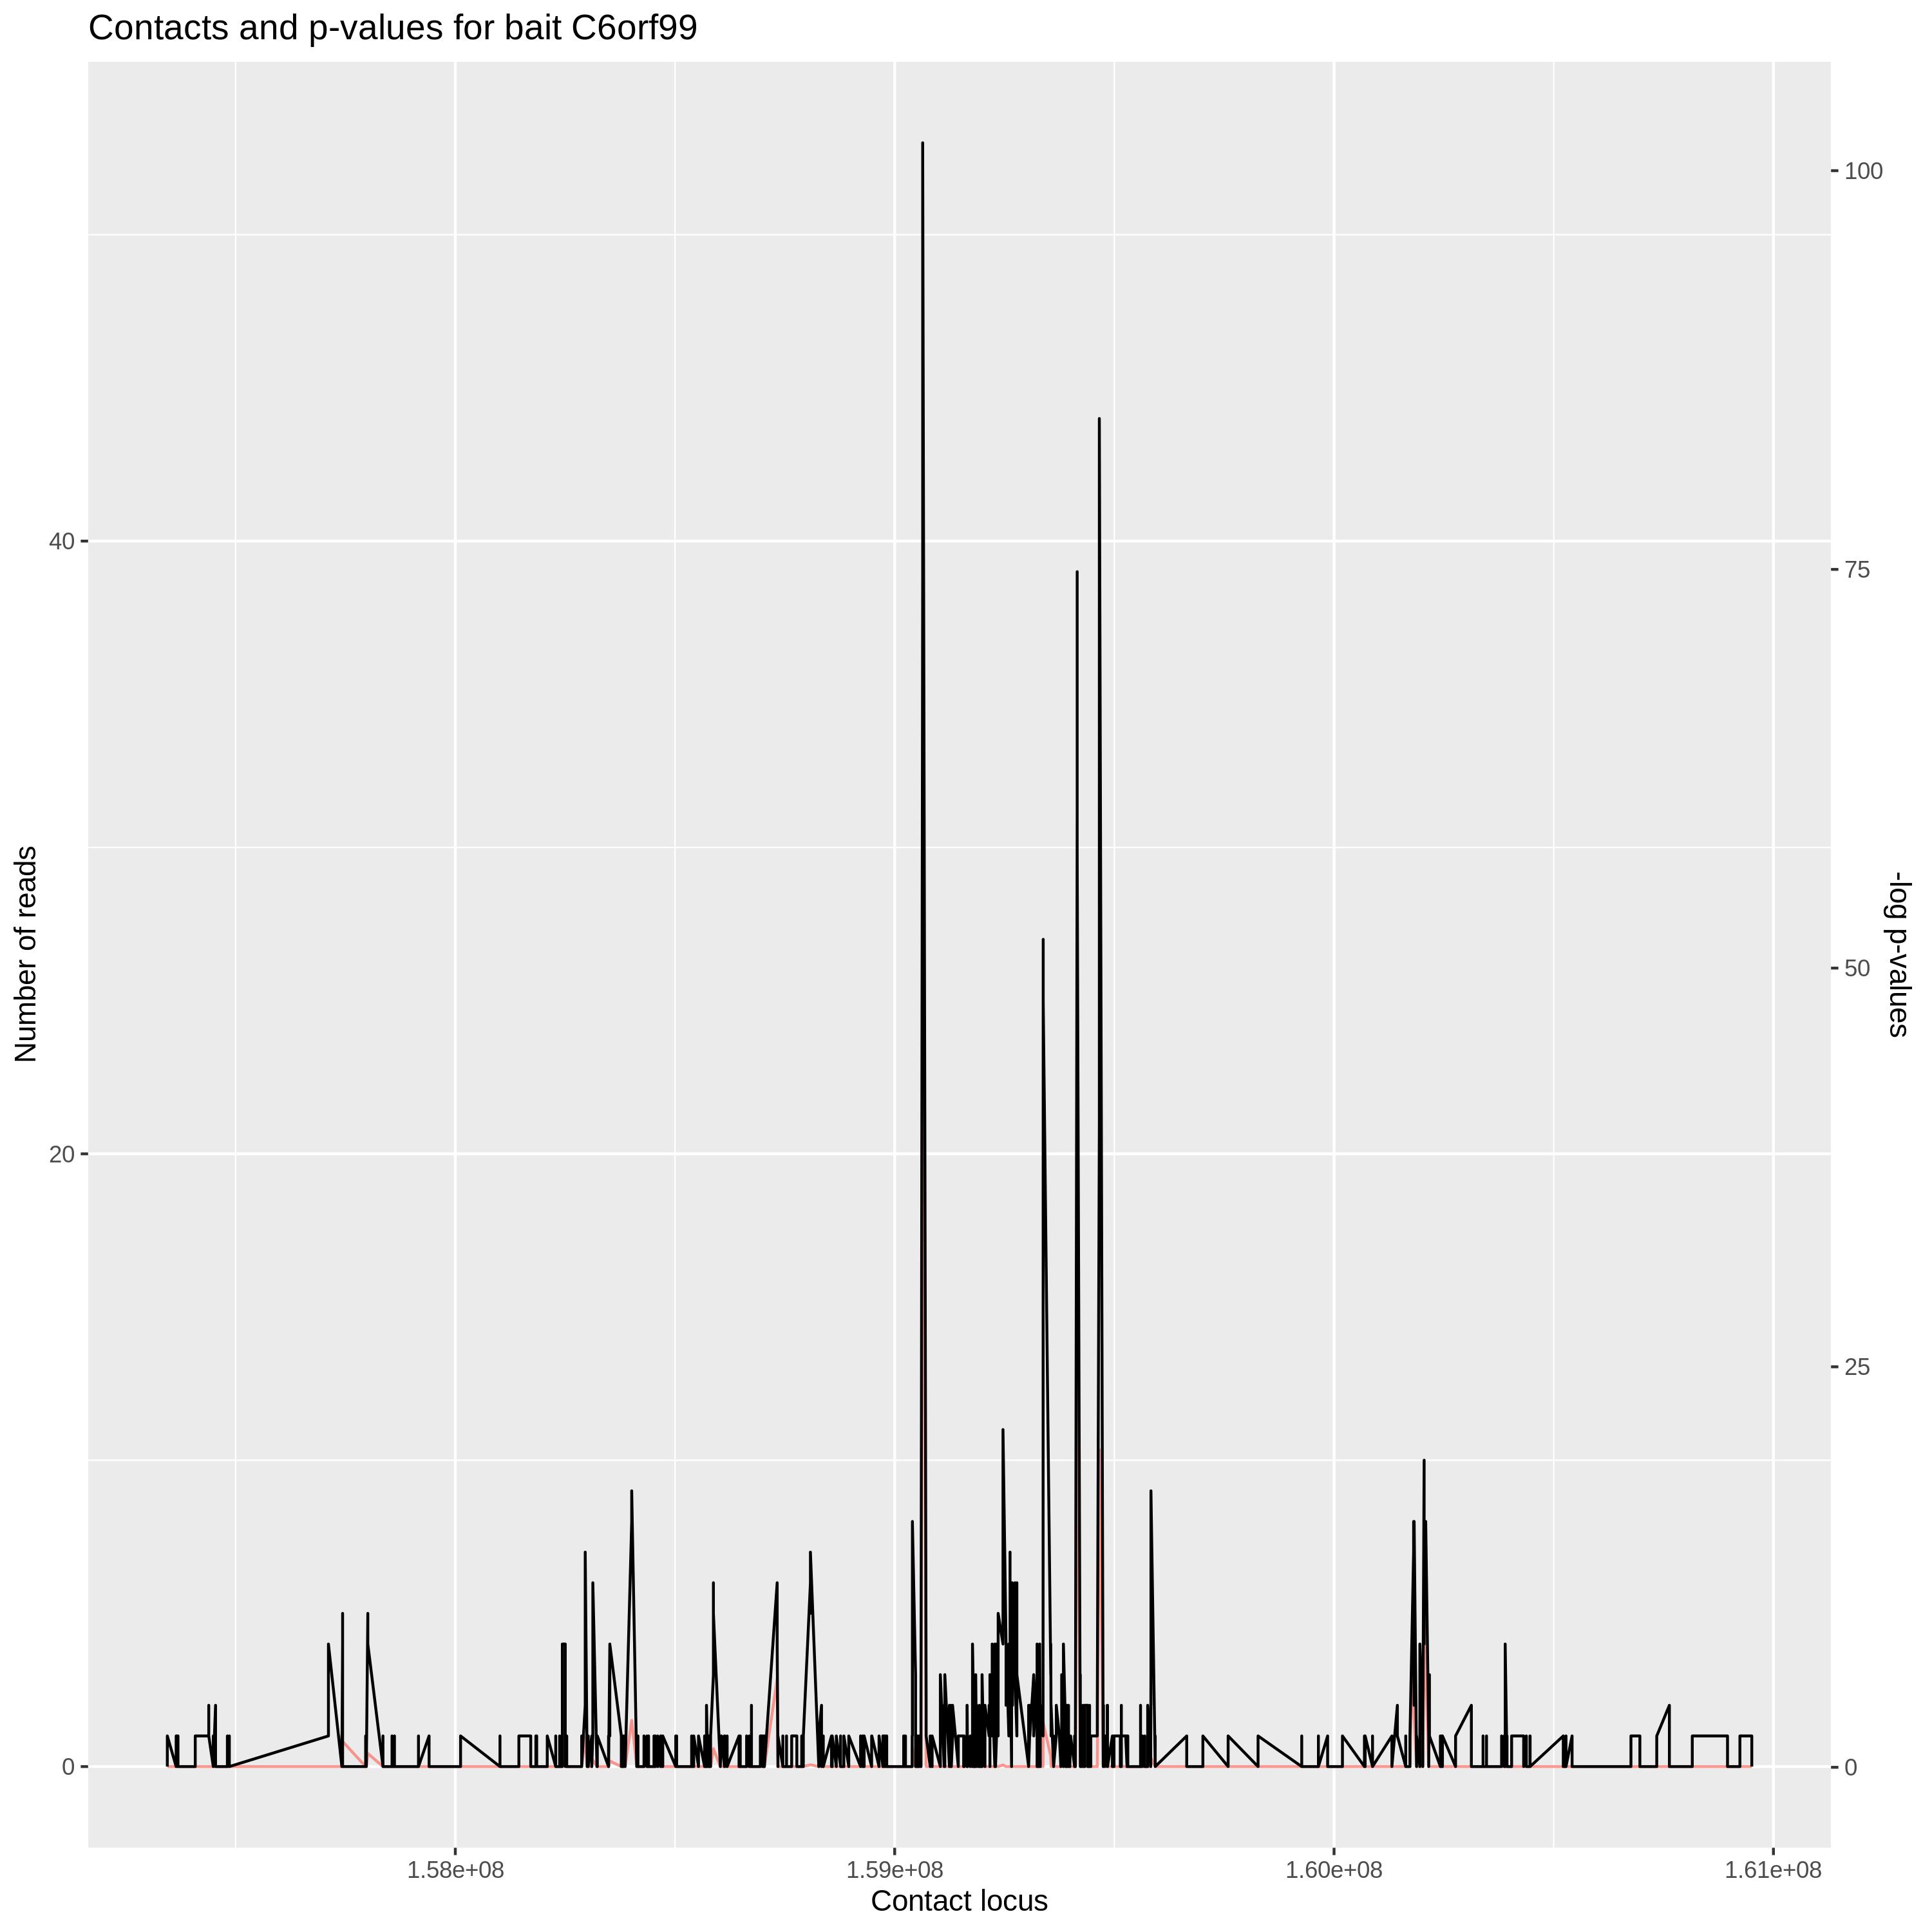 Contacts and p-values for bait C6orf99
100
40
75
Number of reads
-log p-values
50
20
25
0
0
1.58e+08
1.59e+08
1.60e+08
1.61e+08
Contact locus